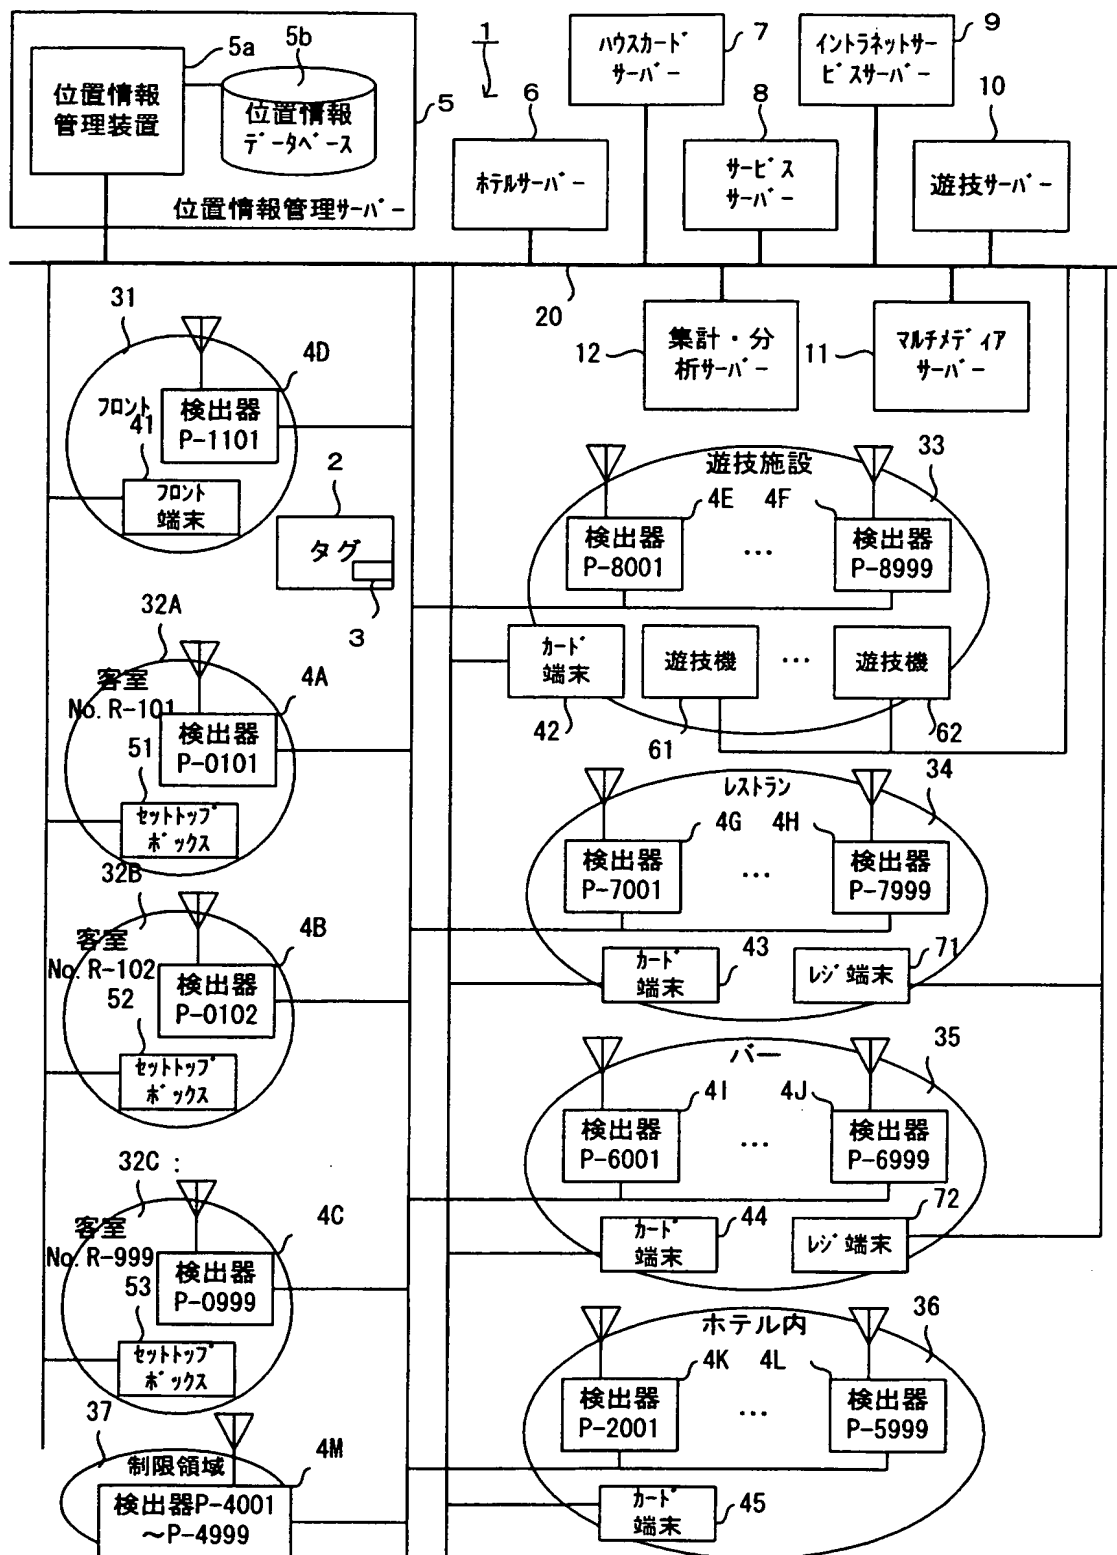 5a
5b
位置情報
管理装置
位置情報
ﾃﾞｰﾀﾍﾞｰｽ
5
位置情報管理ｻｰﾊﾞｰ
1
6
ﾎﾃﾙｻｰﾊﾞｰ
ﾊｳｽｶｰﾄﾞ
ｻｰﾊﾞｰ
7
8
ｻｰﾋﾞｽ
ｻｰﾊﾞｰ
ｲﾝﾄﾗﾈｯﾄｻｰ
ﾋﾞｽｻｰﾊﾞｰ
9
10
遊技ｻｰﾊﾞｰ
20
12
集計・分
析ｻｰﾊﾞｰ
11
ﾏﾙﾁﾒﾃﾞｨｱ
ｻｰﾊﾞｰ
31
4D
ﾌﾛﾝﾄ
41
検出器
P-1101
ﾌﾛﾝﾄ
端末
2
タグ
3
32A
客室
No.R-101
4A
検出器
P-0101
51
ｾｯﾄﾄｯﾌﾟ
ﾎﾞｯｸｽ
32B
客室
No.R-102
4B
検出器
P-0102
52
ｾｯﾄﾄｯﾌﾟ
ﾎﾞｯｸｽ
32C :
客室
No.R-999
4C
検出器
P-0999
53
ｾｯﾄﾄｯﾌﾟ
ﾎﾞｯｸｽ
37
制限領域
4M
検出器P-4001
～P-4999
遊技施設
33
4E 4F
検出器
P-8001
…
検出器
P-8999
ｶｰﾄﾞ
端末
42
遊技機
61
…
遊技機
62
ﾚｽﾄﾗﾝ
34
4G 4H
検出器
P-7001
…
検出器
P-7999
ｶｰﾄﾞ
端末
43
ﾚｼﾞ端末
71
バー
35
4I 4J
検出器
P-6001
…
検出器
P-6999
ｶｰﾄﾞ
端末
44
ﾚｼﾞ端末
72
ホテル内
36
4K 4L
検出器
P-2001
…
検出器
P-5999
ｶｰﾄﾞ
端末
45